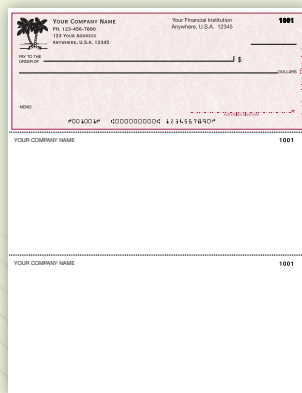 YOUR COMPANY NAME
PH. 123-456-7890
123 YOUR ADDRESS
ANYWHERE, U.S.A. 12345
Your Financial Institution
Anywhere, U.S.A. 12345
1001
PAY TO THE
ORDER OF
$
DOLLARS
MEMO
⑈001001⑈ ⑆000000000⑆ 1234567890⑈
YOUR COMPANY NAME 1001
YOUR COMPANY NAME 1001